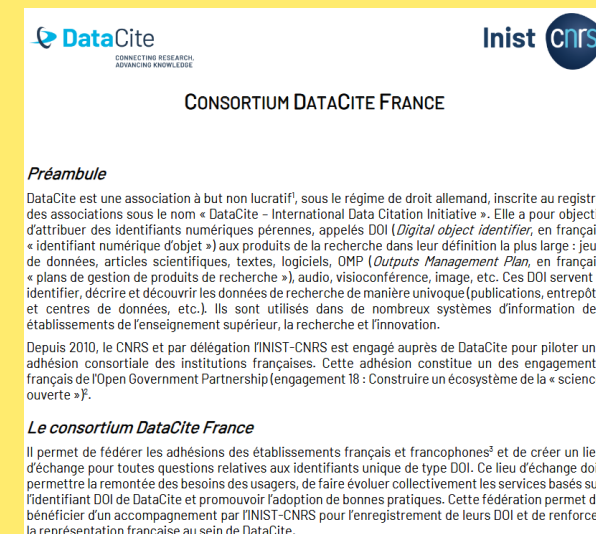 DataCite
CONNECTING RESEARCH,
ADVANCING KNOWLEDGE
Inist cnrs
CONSORTIUM DATACITE FRANCE
Préambule
DataCite est une association à but non lucratif¹, sous le régime de droit allemand, inscrite au registr
des associations sous le nom « DataCite – International Data Citation Initiative ». Elle a pour objecti
d'attribuer des identifiants numériques pérennes, appelés DOI (Digital object identifier, en françai
« identifiant numérique d'objet ») aux produits de la recherche dans leur définition la plus large : jeu
de données, articles scientifiques, textes, logiciels, OMP (Outputs Management Plan, en françai
« plans de gestion de produits de recherche »), audio, visioconférence, image, etc. Ces DOI servent
identifier, décrire et découvrir les données de recherche de manière univoque (publications, entrepôt
et centres de données, etc.). Ils sont utilisés dans de nombreux systèmes d'information de
établissements de l'enseignement supérieur, la recherche et l'innovation.
Depuis 2010, le CNRS et par délégation l'INIST-CNRS est engagé auprès de DataCite pour piloter un
adhésion consortiale des institutions françaises. Cette adhésion constitue un des engagement
français de l'Open Government Partnership (engagement 18 : Construire un écosystème de la « scienc
ouverte »)².
Le consortium DataCite France
Il permet de fédérer les adhésions des établissements français et francophones³ et de créer un lie
d'échange pour toutes questions relatives aux identifiants unique de type DOI. Ce lieu d'échange doi
permettre la remontée des besoins des usagers, de faire évoluer collectivement les services basés su
l'identifiant DOI de DataCite et promouvoir l'adoption de bonnes pratiques. Cette fédération permet d
bénéficier d'un accompagnement par l'INIST-CNRS pour l'enregistrement de leurs DOI et de renforce
la représentation française au sein de DataCite.